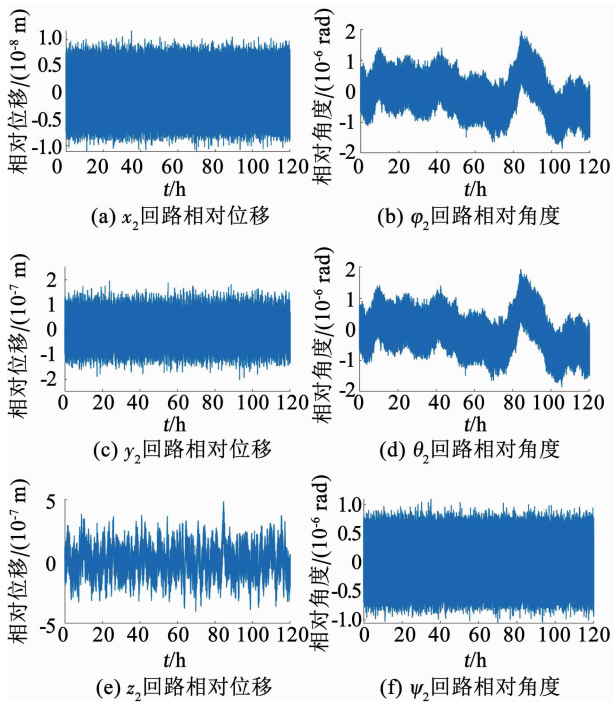 相对位移/(10⁻⁸ m)
1.0
0.5
0
-0.5
-1.0
0 20 40 60 80 100 120
t/h
(a) x₂回路相对位移
相对角度/(10⁻⁶ rad)
2
1
0
-1
-2
0 20 40 60 80 100 120
t/h
(b) φ₂回路相对角度
相对位移/(10⁻⁷ m)
2
1
0
-1
-2
0 20 40 60 80 100 120
t/h
(c) y₂回路相对位移
相对角度/(10⁻⁶ rad)
2
1
0
-1
-2
0 20 40 60 80 100 120
t/h
(d) θ₂回路相对角度
相对位移/(10⁻⁷ m)
5
0
-5
0 20 40 60 80 100 120
t/h
(e) z₂回路相对位移
相对角度/(10⁻⁶ rad)
1.0
0.5
0
-0.5
-1.0
0 20 40 60 80 100 120
t/h
(f) ψ₂回路相对角度